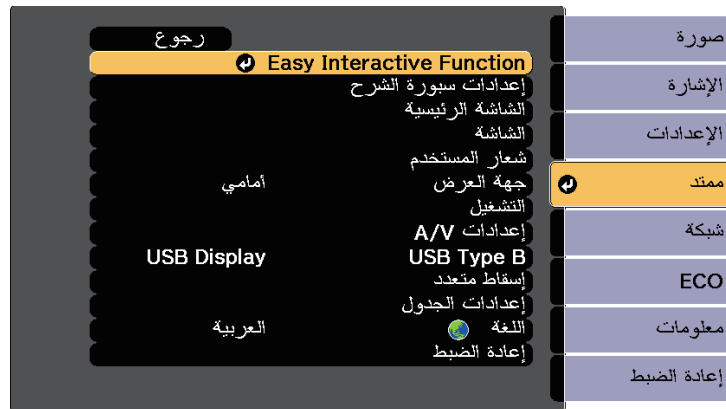 رجوع
Easy Interactive Function
إعدادات سبورة الشرح
الشاشة الرئيسية
الشاشة
شعار المستخدم
جهة العرض أمامي
التشغيل
إعدادات A/V
USB Type B USB Display
إسقاط متعدد
إعدادات الجدول
اللغة العربية
إعادة الضبط
صورة
الإشارة
الإعدادات
ممتد
شبكة
ECO
معلومات
إعادة الضبط